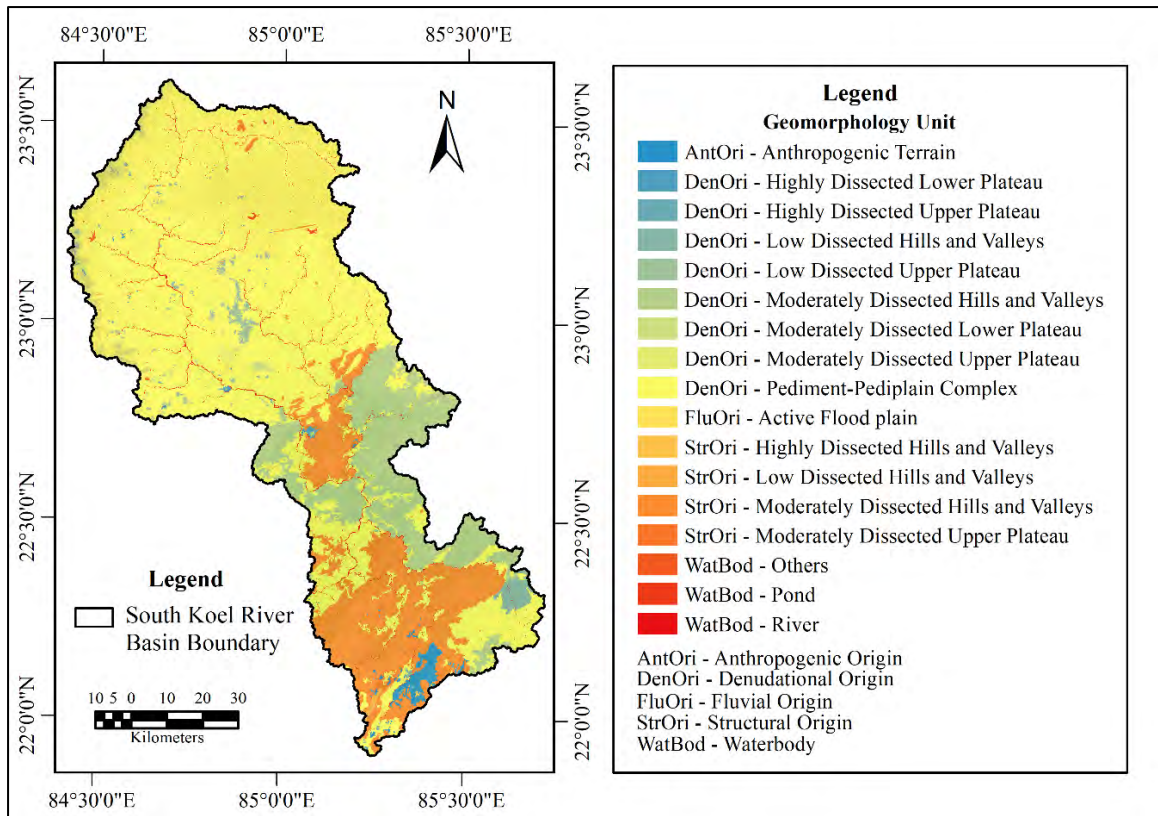 84°30'0"E 85°0'0"E 85°30'0"E
23°30'0"N
23°0'0"N
22°30'0"N
22°0'0"N
N
23°30'0"N
23°0'0"N
22°30'0"N
22°0'0"N
Legend
South Koel River
Basin Boundary
10 5 0 10 20 30
Kilometers
84°30'0"E 85°0'0"E 85°30'0"E
Legend
Geomorphology Unit
AntOri - Anthropogenic Terrain
DenOri - Highly Dissected Lower Plateau
DenOri - Highly Dissected Upper Plateau
DenOri - Low Dissected Hills and Valleys
DenOri - Low Dissected Upper Plateau
DenOri - Moderately Dissected Hills and Valleys
DenOri - Moderately Dissected Lower Plateau
DenOri - Moderately Dissected Upper Plateau
DenOri - Pediment-Pediplain Complex
FluOri - Active Flood plain
StrOri - Highly Dissected Hills and Valleys
StrOri - Low Dissected Hills and Valleys
StrOri - Moderately Dissected Hills and Valleys
StrOri - Moderately Dissected Upper Plateau
WatBod - Others
WatBod - Pond
WatBod - River
AntOri - Anthropogenic Origin
DenOri - Denudational Origin
FluOri - Fluvial Origin
StrOri - Structural Origin
WatBod - Waterbody